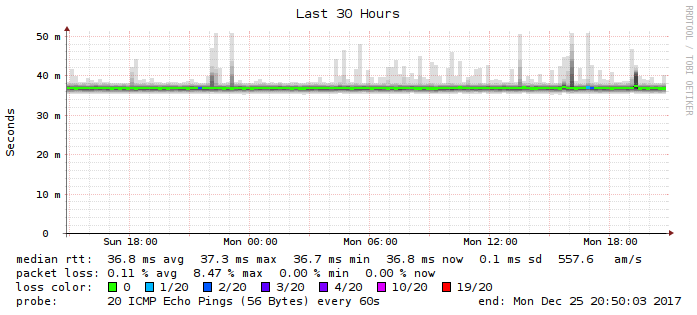 Last 30 Hours
RRDTOOL / TOBI OETIKER
Seconds
50 m
40 m
30 m
20 m
10 m
0
Sun 18:00 Mon 00:00 Mon 06:00 Mon 12:00 Mon 18:00
median rtt: 36.8 ms avg 37.3 ms max 36.7 ms min 36.8 ms now 0.1 ms sd 557.6 am/s
packet loss: 0.11 % avg 8.47 % max 0.00 % min 0.00 % now
loss color: 0 1/20 2/20 3/20 4/20 10/20 19/20
probe: 20 ICMP Echo Pings (56 Bytes) every 60s end: Mon Dec 25 20:50:03 2017